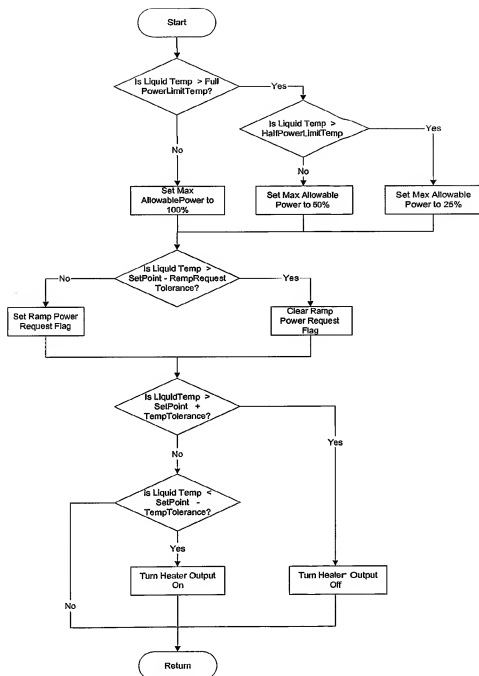 Start
Is Liquid Temp > Full
PowerLimitTemp?
Yes
Is Liquid Temp >
HalfPowerLimitTemp
Yes
No
No
Set Max
AllowablePower to
100%
Set Max Allowable
Power to 50%
Set Max Allowable
Power to 25%
Is Liquid Temp >
SetPoint - RampRequest
Tolerance?
No
Yes
Set Ramp Power
Request Flag
Clear Ramp
Power Request
Flag
Is LiquidTemp >
SetPoint +
TempTolerance?
Yes
No
Is Liquid Temp <
SetPoint -
TempTolerance?
Yes
No
Turn Heater Output
On
Turn Heater Output
Off
Return